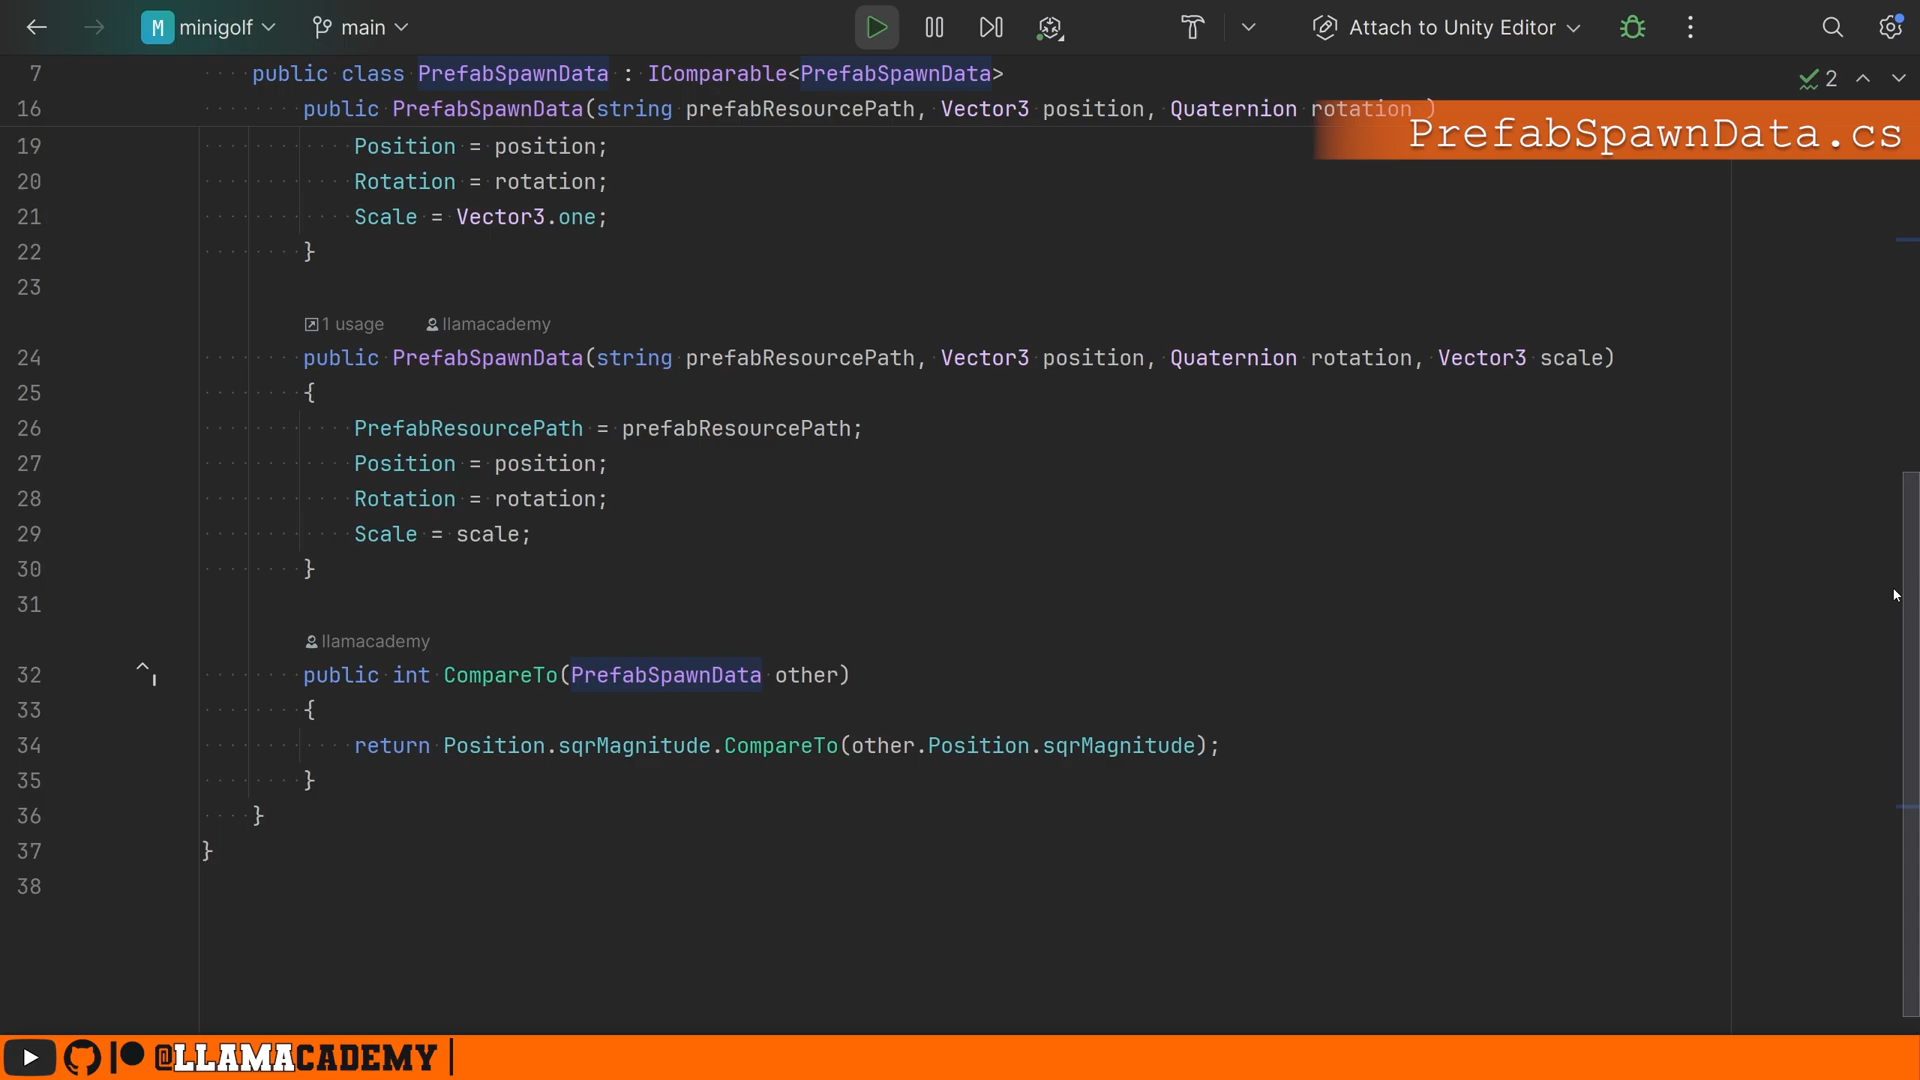 M minigolf main Attach to Unity Editor
7 public class PrefabSpawnData : IComparable<PrefabSpawnData>
2
16 public PrefabSpawnData(string prefabResourcePath, Vector3 position, Quaternion rotation )
PrefabSpawnData.cs
19 Position = position;
20 Rotation = rotation;
21 Scale = Vector3.one;
22 }
23
1 usage llamacademy
24 public PrefabSpawnData(string prefabResourcePath, Vector3 position, Quaternion rotation, Vector3 scale)
25 {
26 PrefabResourcePath = prefabResourcePath;
27 Position = position;
28 Rotation = rotation;
29 Scale = scale;
30 }
31
llamacademy
32 public int CompareTo(PrefabSpawnData other)
33 {
34 return Position.sqrMagnitude.CompareTo(other.Position.sqrMagnitude);
35 }
36 }
37 }
38
@LLAMACADEMY